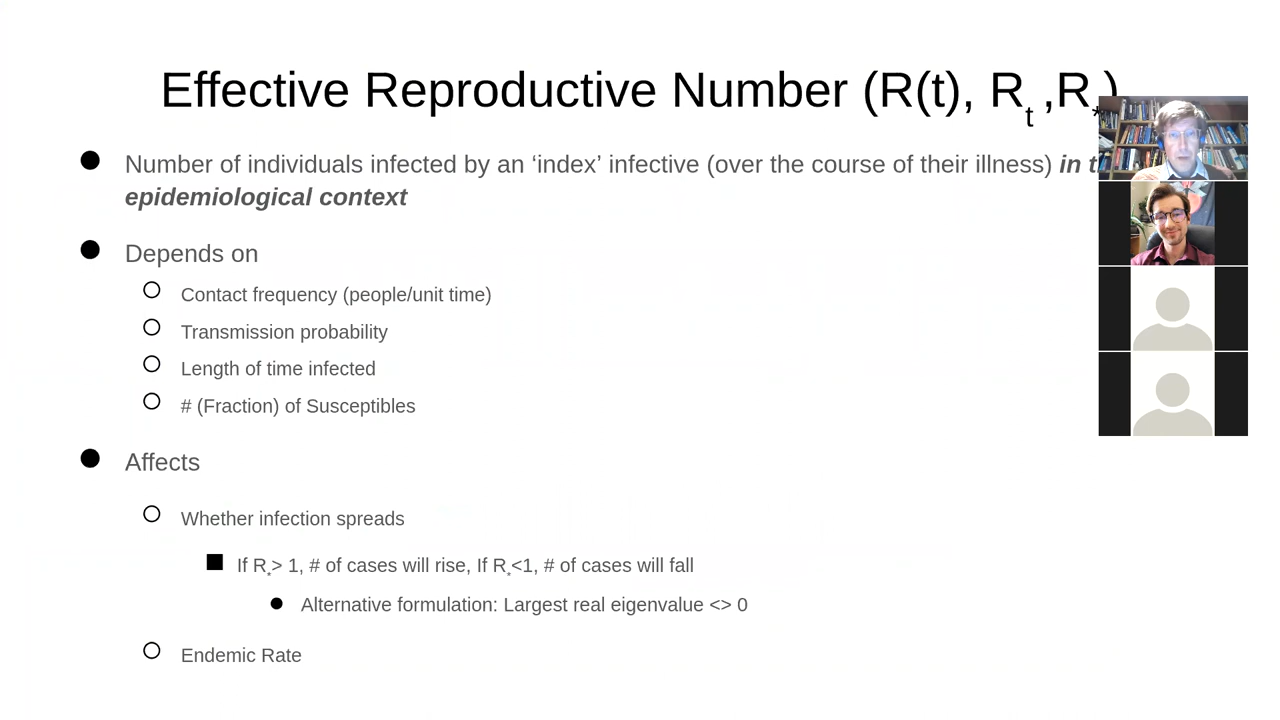 Effective Reproductive Number (R(t), Rt ,R*)
Number of individuals infected by an ‘index’ infective (over the course of their illness) in
epidemiological context
Depends on
Contact frequency (people/unit time)
Transmission probability
Length of time infected
# (Fraction) of Susceptibles
Affects
Whether infection spreads
If R*> 1, # of cases will rise, If R*<1, # of cases will fall
Alternative formulation: Largest real eigenvalue <> 0
Endemic Rate